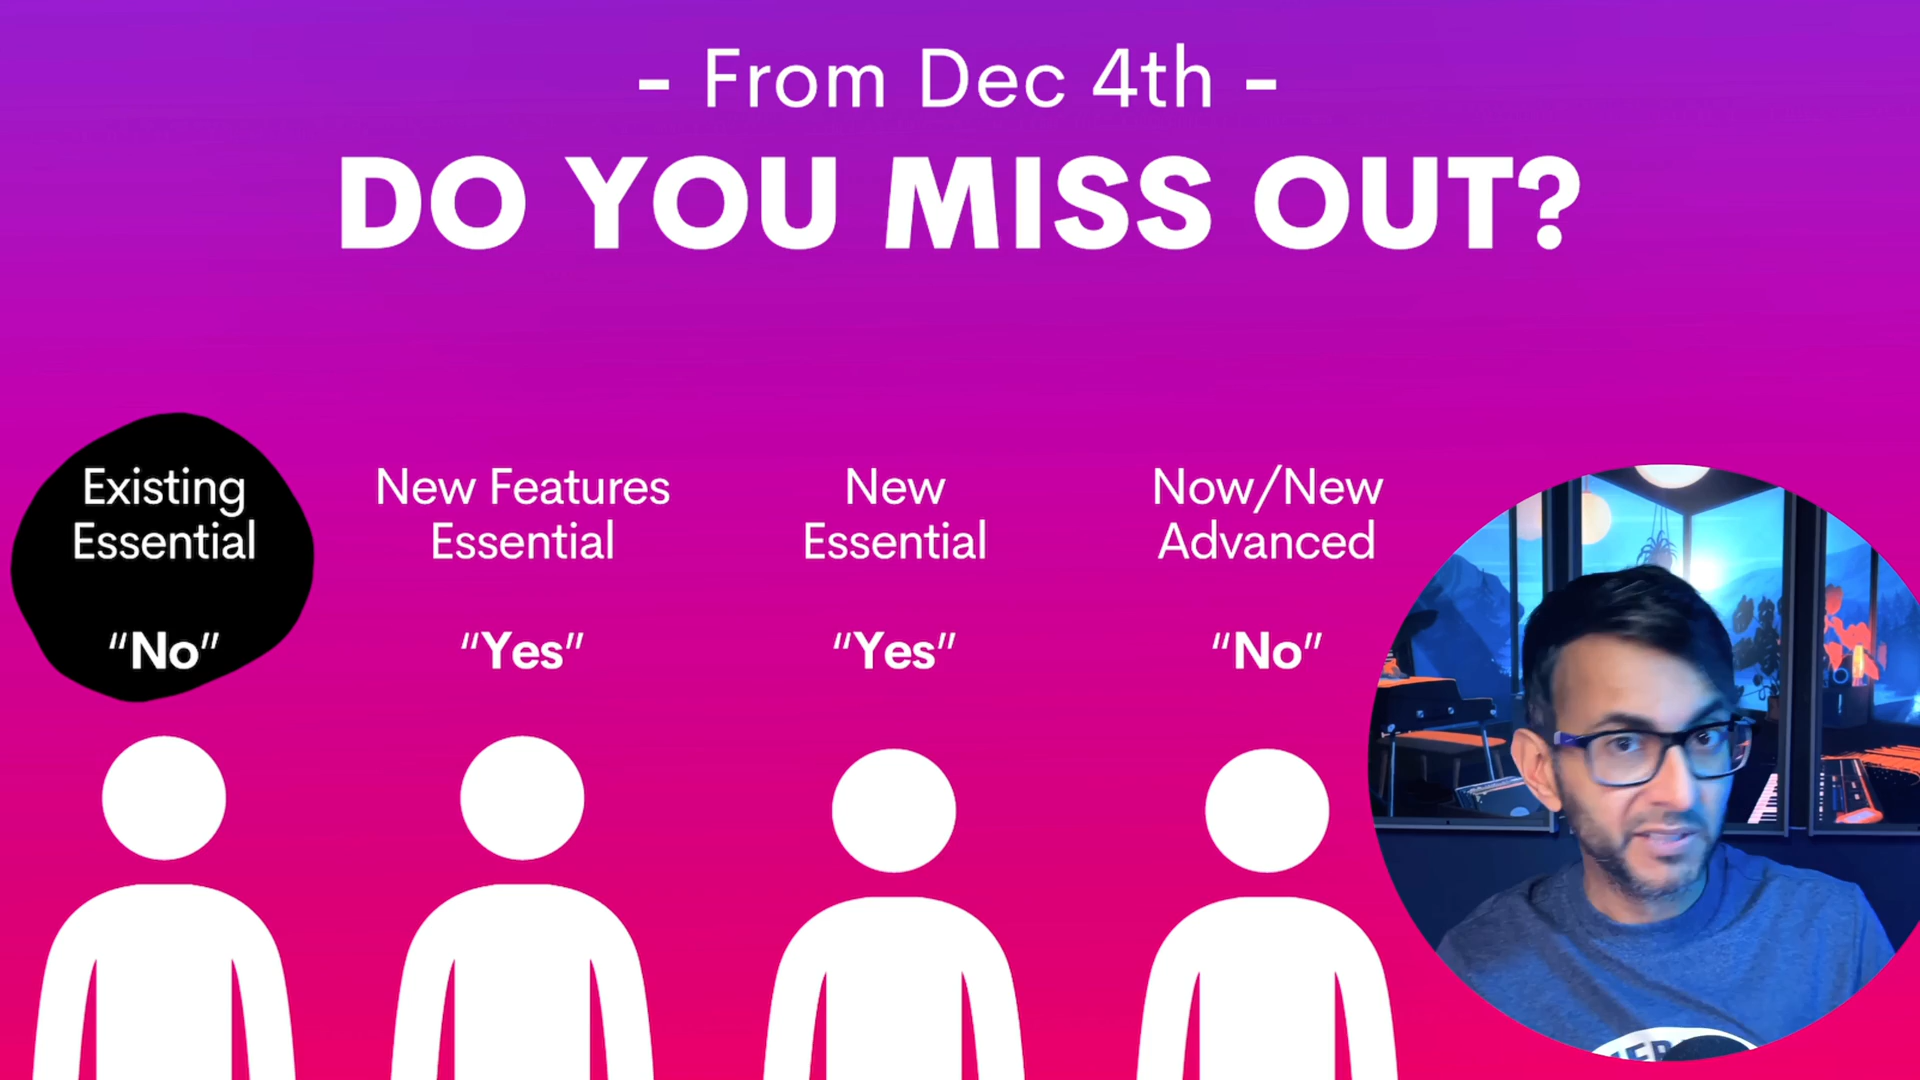 - From Dec 4th -
DO YOU MISS OUT?
Existing
Essential
“No”
New Features
Essential
“Yes”
New
Essential
“Yes”
Now/New
Advanced
“No”